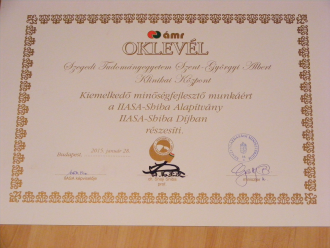 ámr
OKLEVÉL
Szegedi Tudományegyetem Szent-Györgyi Albert
Klinikai Központ
Kiemelkedő minőségfejlesztő munkáért
a IIASA-Shiba Alapítvány
IIASA-Shiba Díjban
részesíti.
Budapest, 2013.